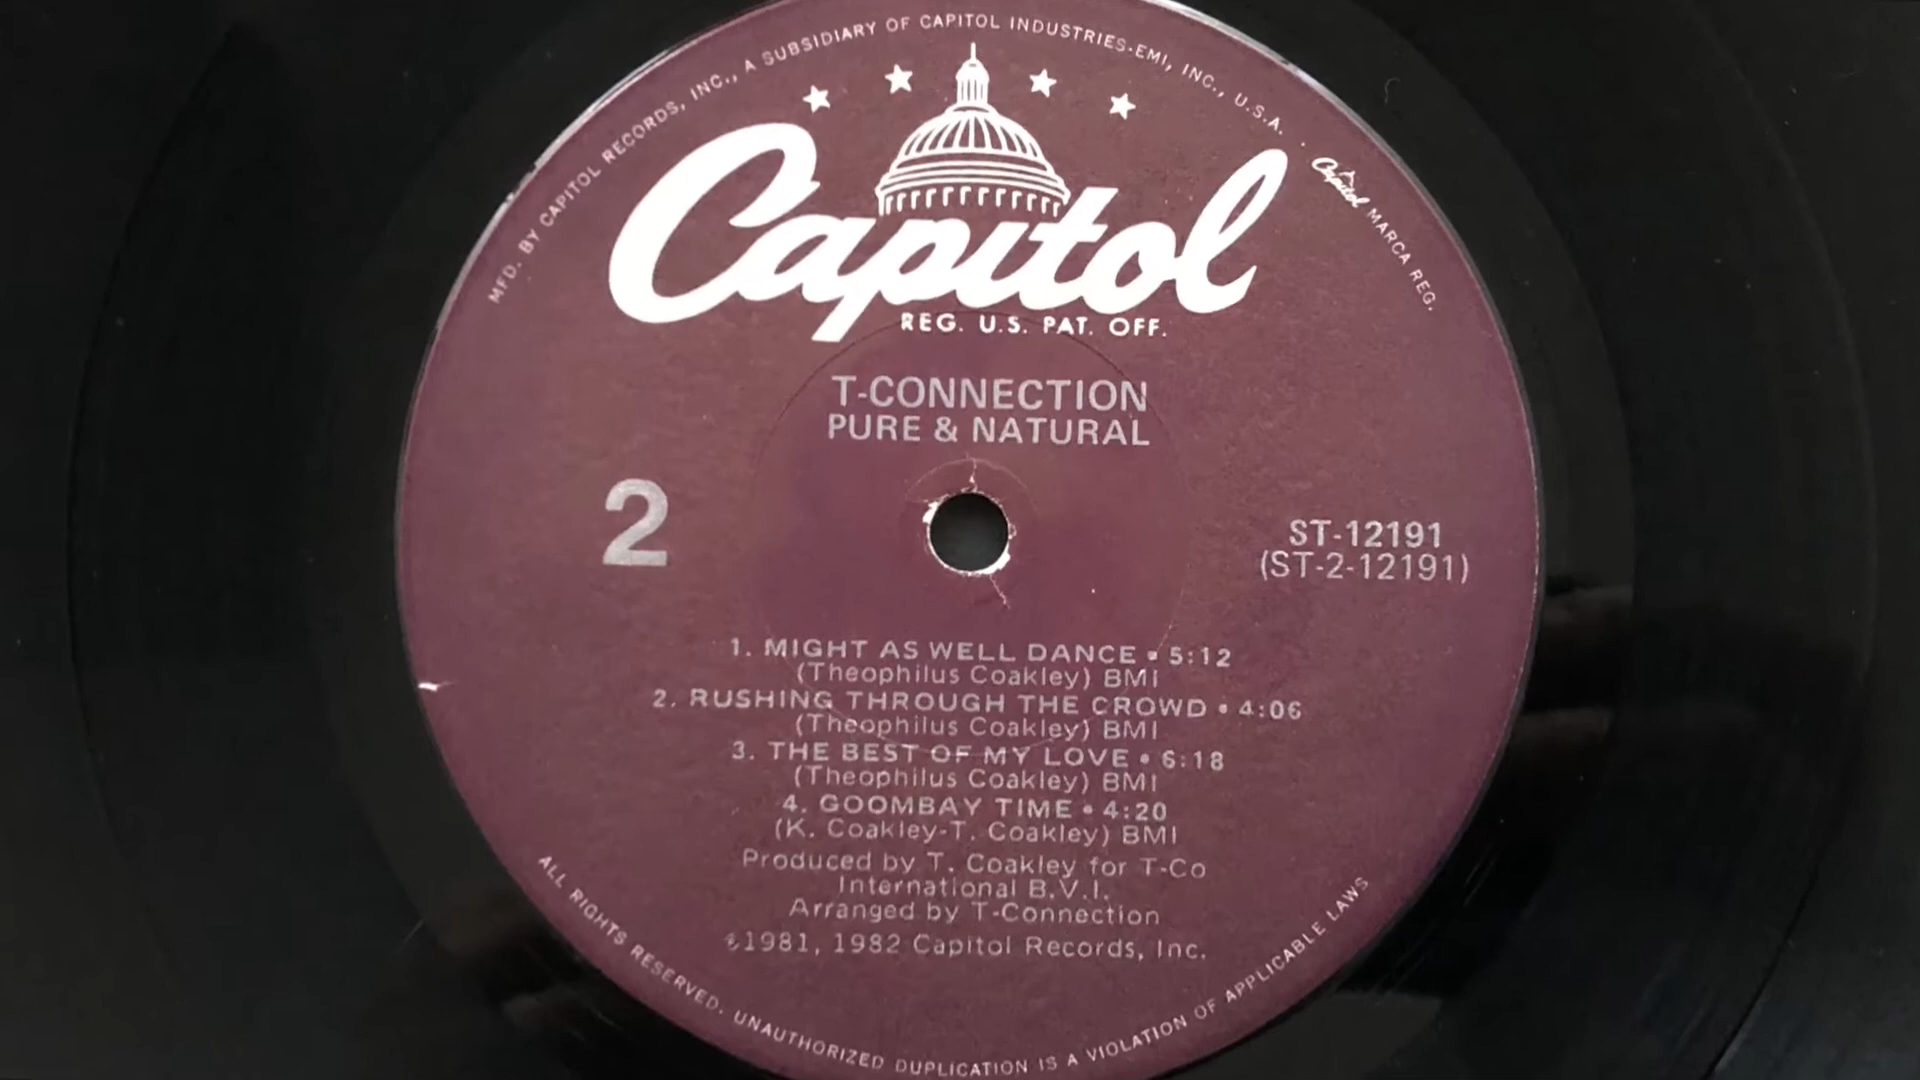 MFD. BY CAPITOL RECORDS, INC., A SUBSIDIARY OF CAPITOL INDUSTRIES-EMI, INC., U.S.A.
Capitol MARCA REG.
Capitol
REG. U.S. PAT. OFF.
T-CONNECTION
PURE & NATURAL
2
ST-12191
(ST-2-12191)
1. MIGHT AS WELL DANCE • 5:12
(Theophilus Coakley) BMI
2. RUSHING THROUGH THE CROWD • 4:06
(Theophilus Coakley) BMI
3. THE BEST OF MY LOVE • 6:18
(Theophilus Coakley) BMI
4. GOOMBAY TIME • 4:20
(K. Coakley-T. Coakley) BMI
Produced by T. Coakley for T-Co
International B.V.I.
Arranged by T-Connection
1981, 1982 Capitol Records, Inc.
ALL RIGHTS RESERVED. UNAUTHORIZED DUPLICATION IS A VIOLATION OF APPLICABLE LAWS